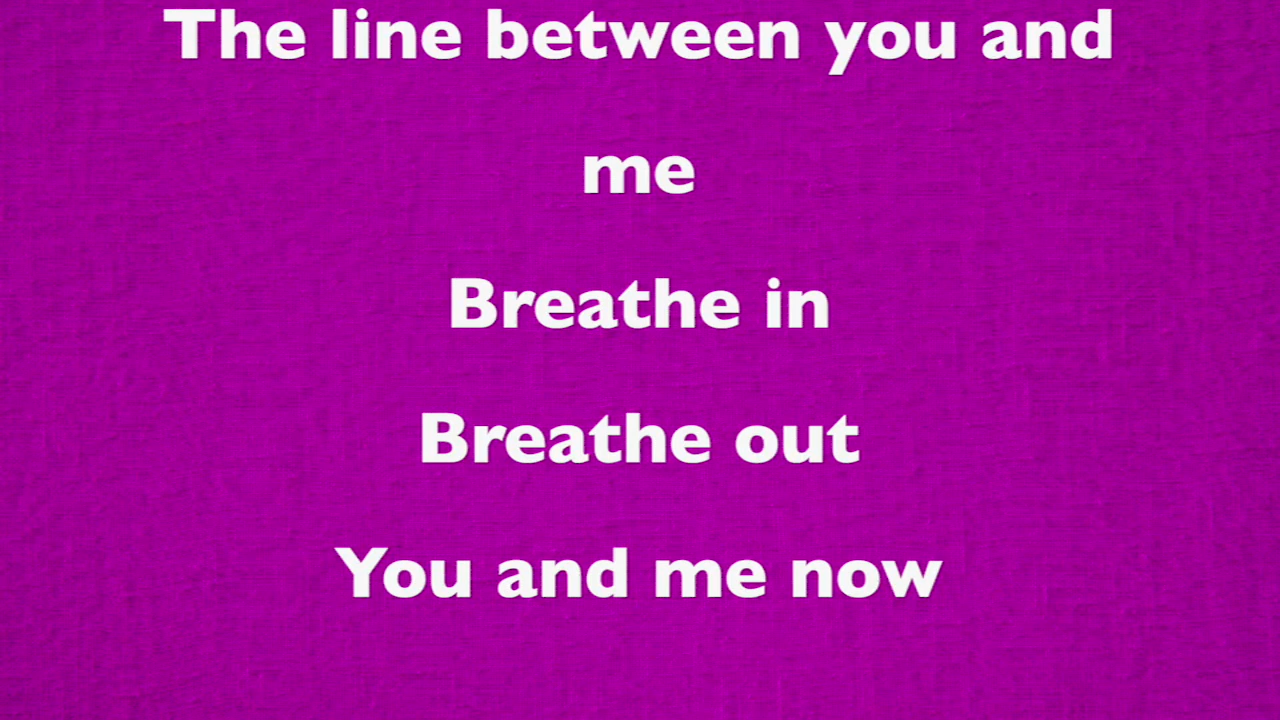 The line between you and
me
Breathe in
Breathe out
You and me now